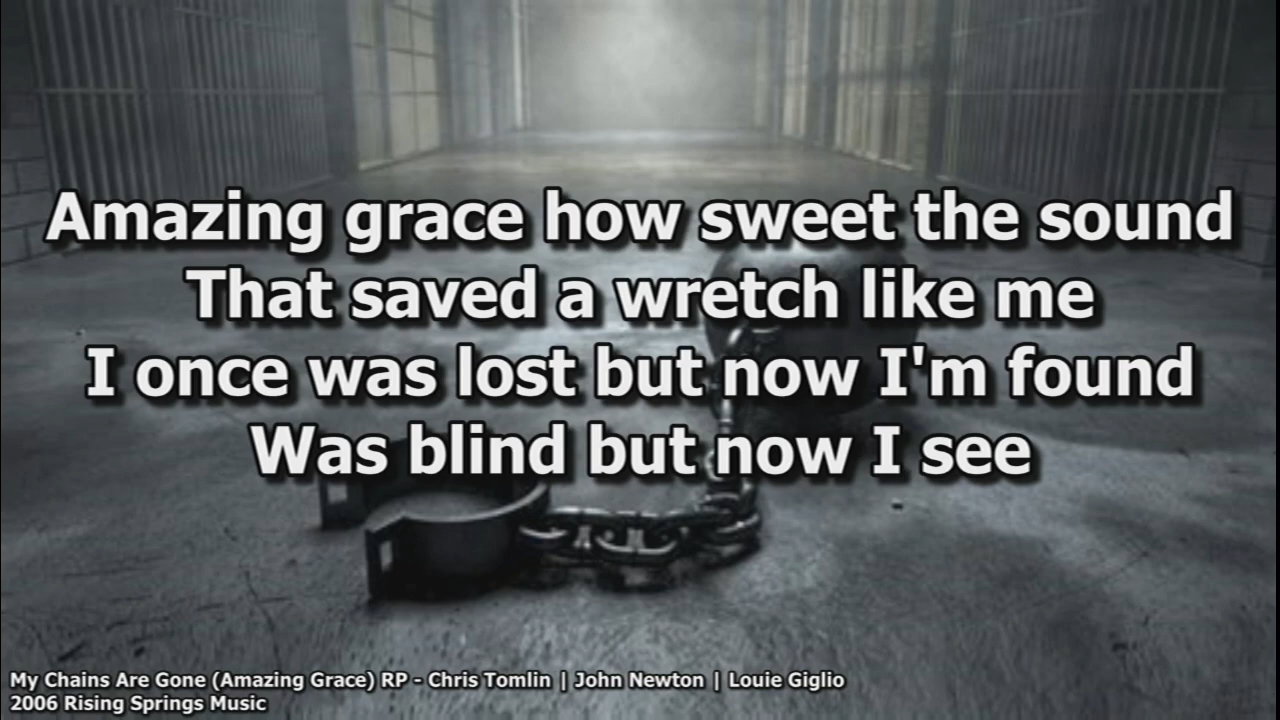 Amazing grace how sweet the sound
That saved a wretch like me
I once was lost but now I'm found
Was blind but now I see
My Chains Are Gone (Amazing Grace) RP - Chris Tomlin | John Newton | Louie Giglio
2006 Rising Springs Music